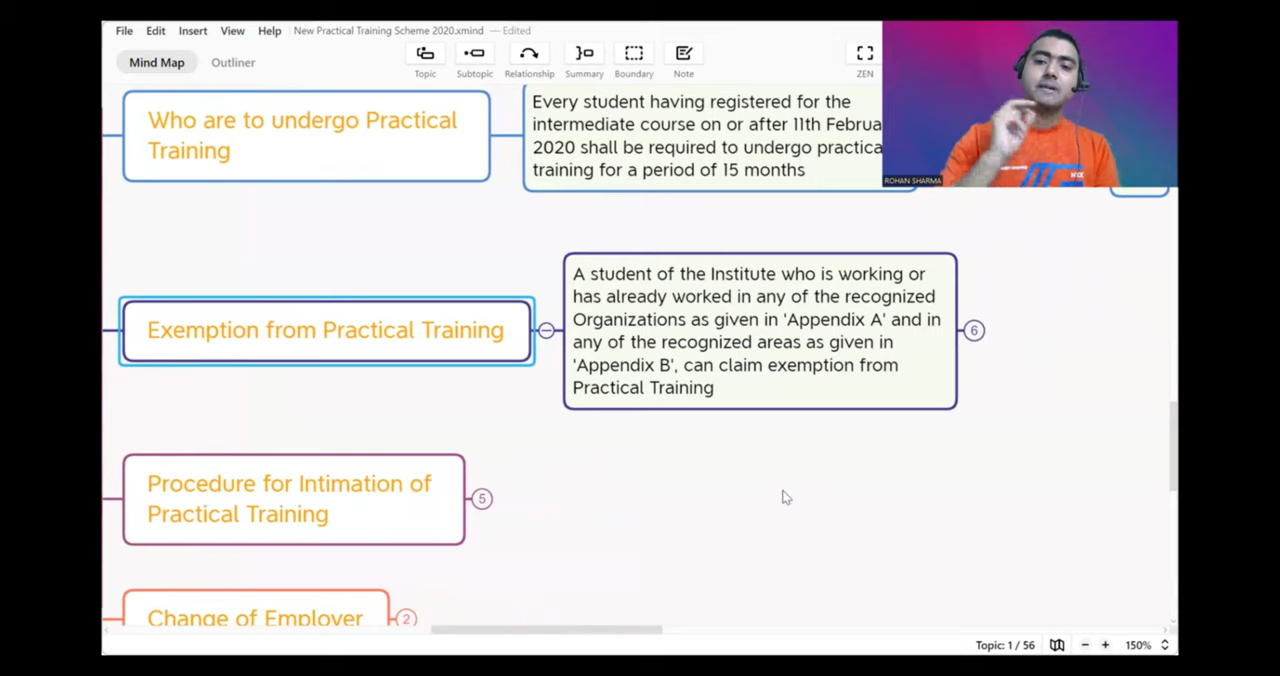 File Edit Insert View Help New Practical Training Scheme 2020.xmind — Edited
Mind Map Outliner
Topic Subtopic Relationship Summary Boundary Note ZEN
Who are to undergo Practical
Training
Every student having registered for the
intermediate course on or after 11th Februa
2020 shall be required to undergo practica
training for a period of 15 months
ROHAN SHARMA
Exemption from Practical Training
A student of the Institute who is working or
has already worked in any of the recognized
Organizations as given in 'Appendix A' and in
any of the recognized areas as given in
'Appendix B', can claim exemption from
Practical Training
6
Procedure for Intimation of
Practical Training
5
Change of Employer
2
Topic: 1 / 56 150%